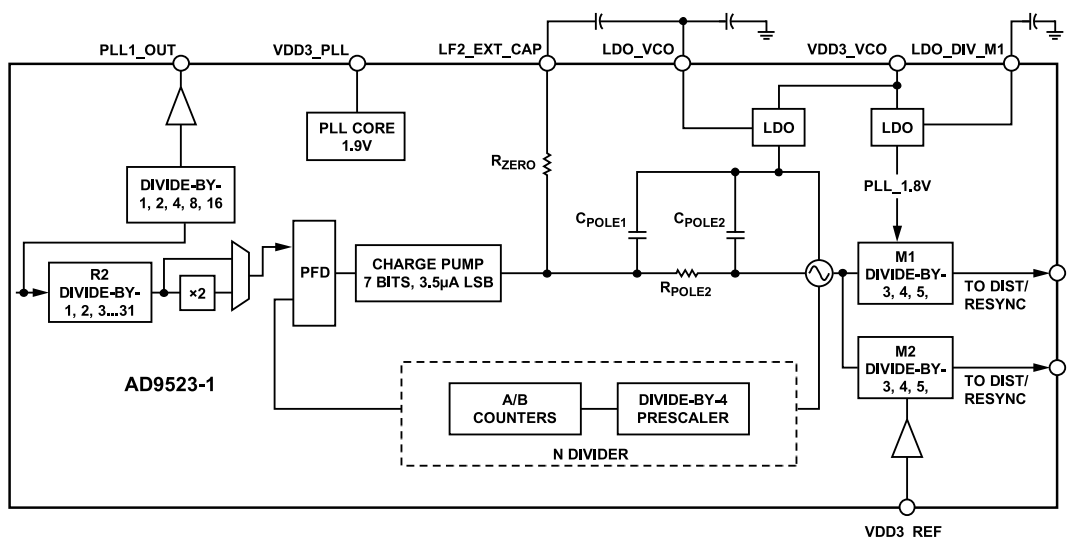 PLL1_OUT
VDD3_PLL
LF2_EXT_CAP
LDO_VCO
VDD3_VCO
LDO_DIV_M1
PLL CORE
1.9V
LDO
LDO
DIVIDE-BY-
1, 2, 4, 8, 16
RZERO
PLL_1.8V
CPOLE1
CPOLE2
R2
DIVIDE-BY-
1, 2, 3...31
×2
PFD
CHARGE PUMP
7 BITS, 3.5µA LSB
RPOLE2
M1
DIVIDE-BY-
3, 4, 5,
TO DIST/
RESYNC
AD9523-1
A/B
COUNTERS
DIVIDE-BY-4
PRESCALER
N DIVIDER
M2
DIVIDE-BY-
3, 4, 5,
TO DIST/
RESYNC
VDD3_REF